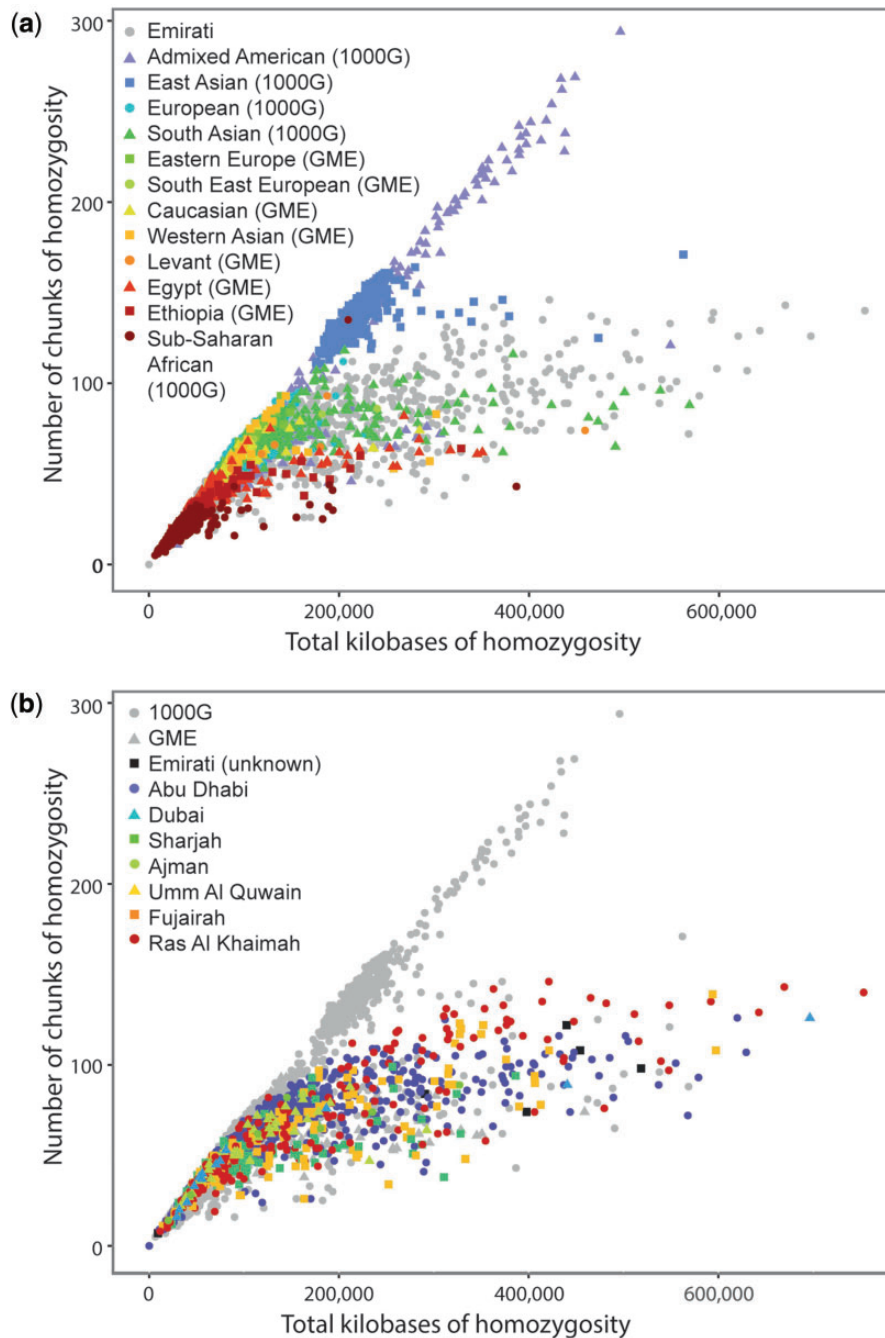 (a)
300
200
100
0
Number of chunks of homozygosity
Emirati
Admixed American (1000G)
East Asian (1000G)
European (1000G)
South Asian (1000G)
Eastern Europe (GME)
South East European (GME)
Caucasian (GME)
Western Asian (GME)
Levant (GME)
Egypt (GME)
Ethiopia (GME)
Sub-Saharan
African
(1000G)
0
200,000
400,000
600,000
Total kilobases of homozygosity
(b)
300
200
100
0
Number of chunks of homozygosity
1000G
GME
Emirati (unknown)
Abu Dhabi
Dubai
Sharjah
Ajman
Umm Al Quwain
Fujairah
Ras Al Khaimah
0
200,000
400,000
600,000
Total kilobases of homozygosity